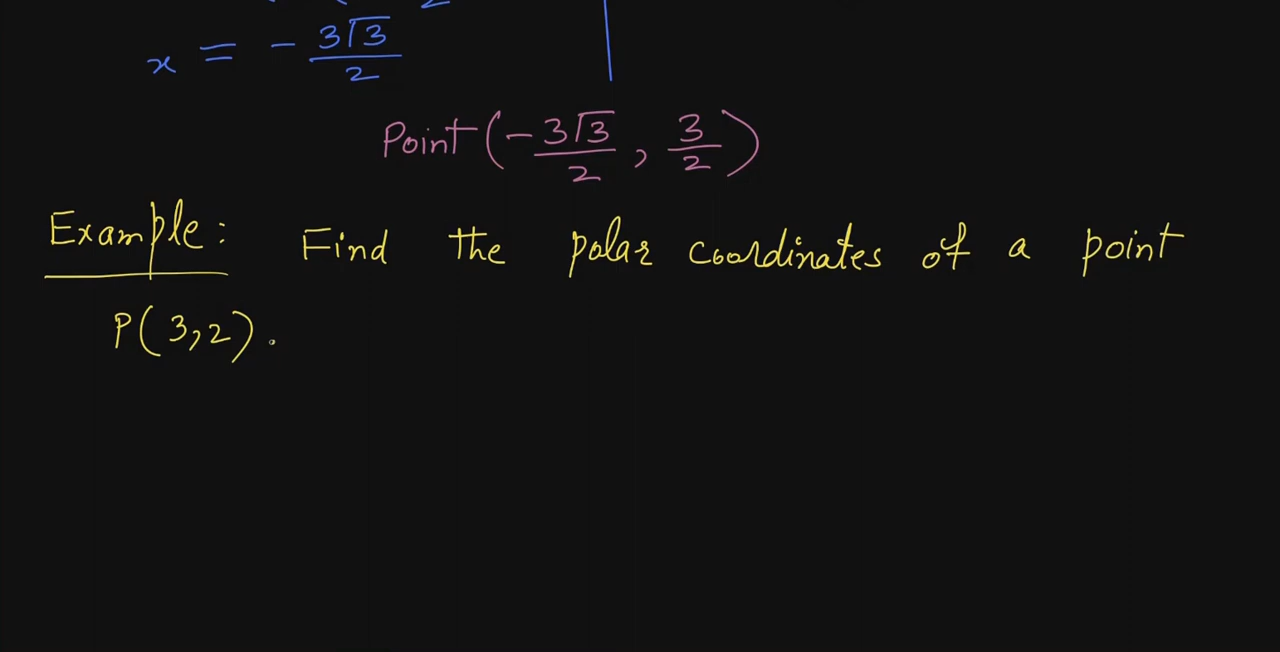 x = - 3√3/2
Point(-3√3/2, 3/2)
Example: Find the polar coordinates of a point
P(3,2).